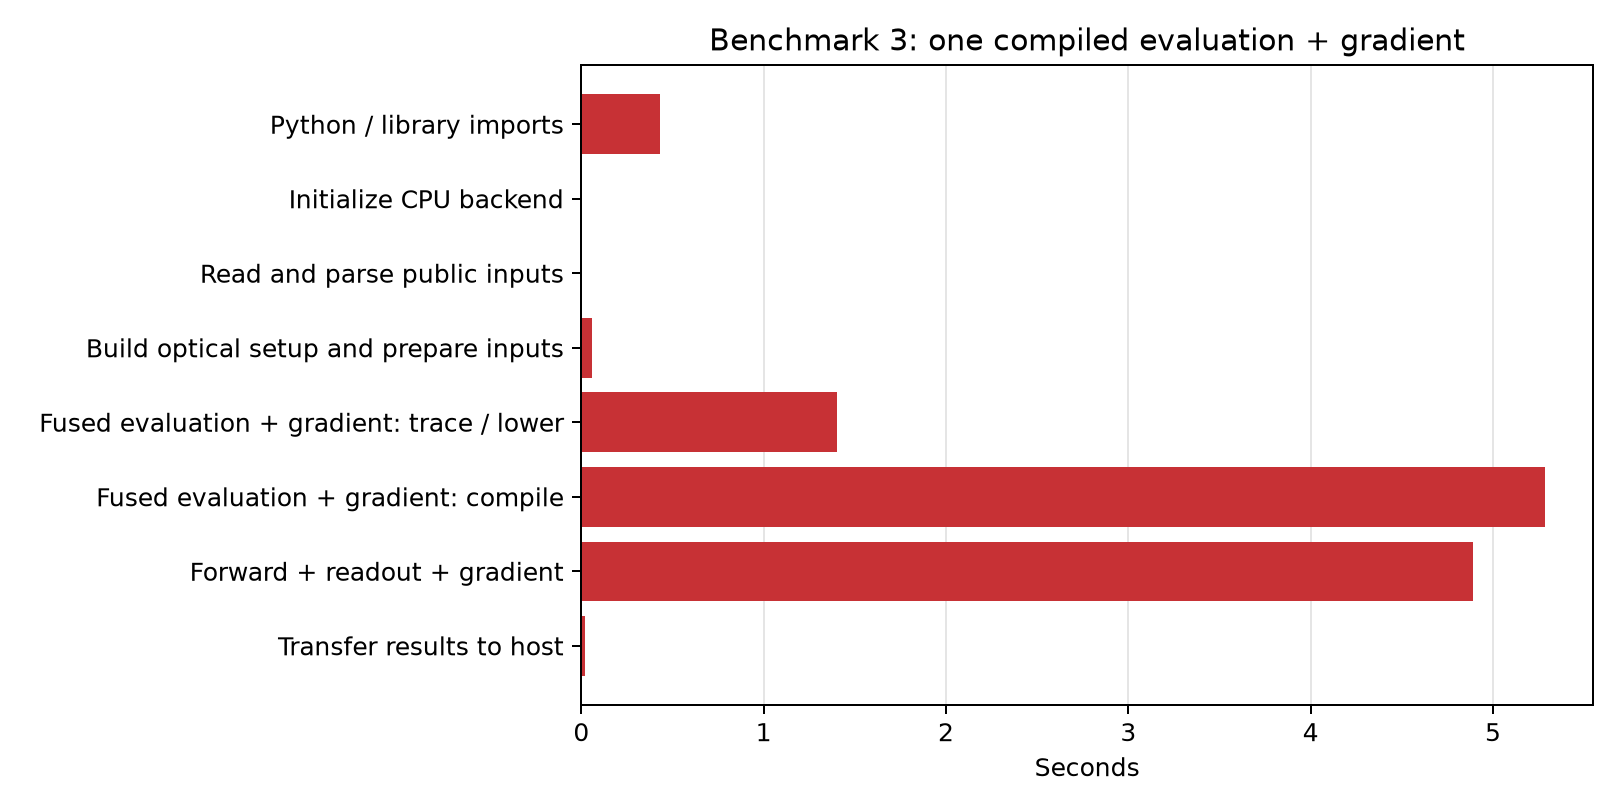 Benchmark 3: one compiled evaluation + gradient
Python / library imports
Initialize CPU backend
Read and parse public inputs
Build optical setup and prepare inputs
Fused evaluation + gradient: trace / lower
Fused evaluation + gradient: compile
Forward + readout + gradient
Transfer results to host
0 1 2 3 4 5
Seconds